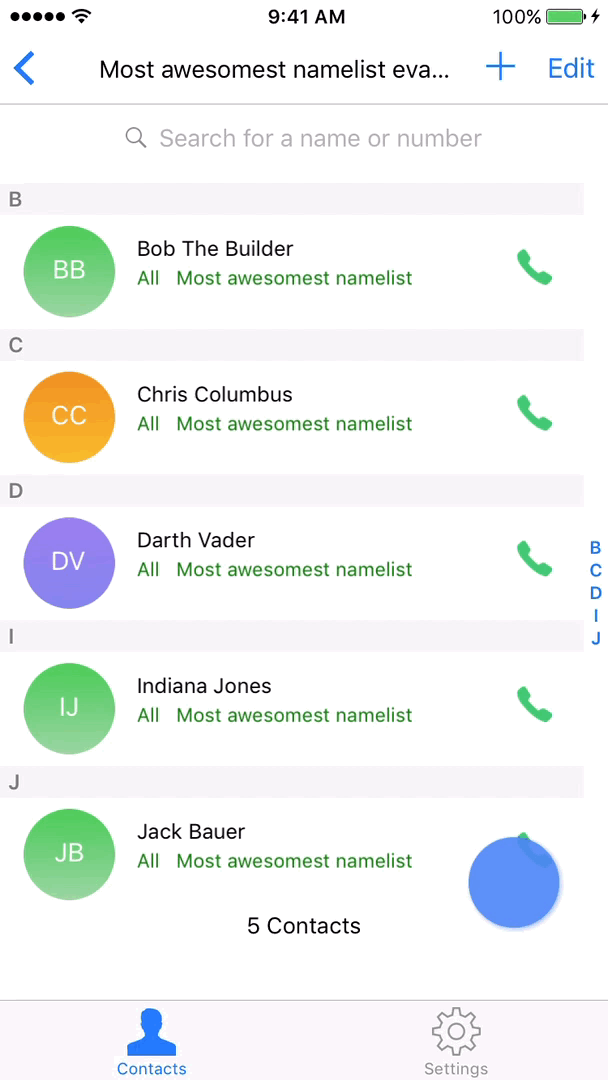 9:41 AM 100%
Most awesomest namelist eva... Edit
Search for a name or number
B
BB
Bob The Builder
All Most awesomest namelist
C
CC
Chris Columbus
All Most awesomest namelist
D
DV
Darth Vader
All Most awesomest namelist
I
IJ
Indiana Jones
All Most awesomest namelist
J
JB
Jack Bauer
All Most awesomest namelist
B
C
D
I
J
5 Contacts
Contacts
Settings